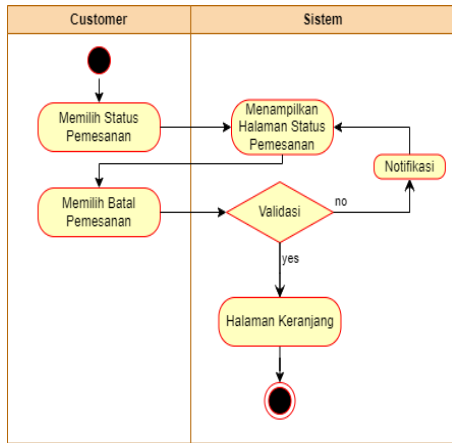 Customer
Sistem
Memilih Status
Pemesanan
Menampilkan
Halaman Status
Pemesanan
Notifikasi
Memilih Batal
Pemesanan
Validasi
no
yes
Halaman Keranjang